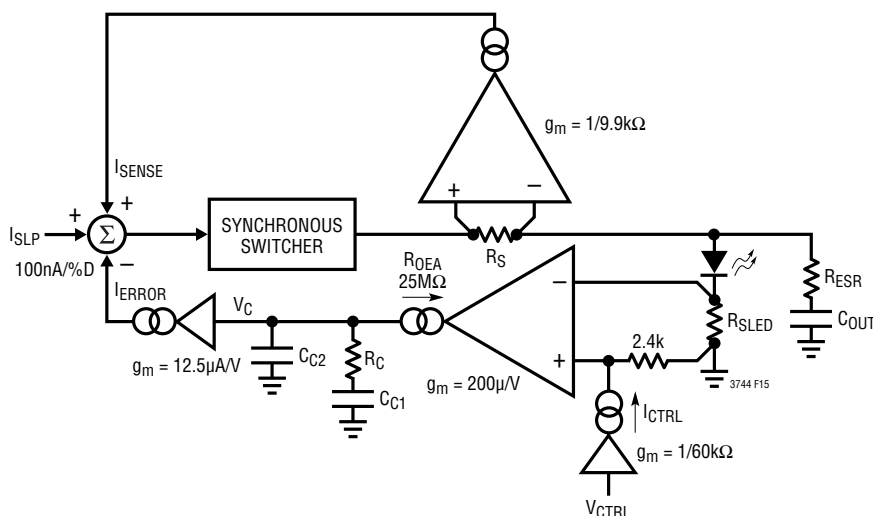 gm = 1/9.9kΩ
ISENSE
+ −
ISLP + + Σ
SYNCHRONOUS
SWITCHER
RS
100nA/%D −
IERROR
VC
ROEA
25MΩ
−
+
RESR
RSLED
COUT
2.4k
gm = 12.5µA/V
CC2
RC
CC1
gm = 200µ/V
3744 F15
ICTRL
gm = 1/60kΩ
VCTRL